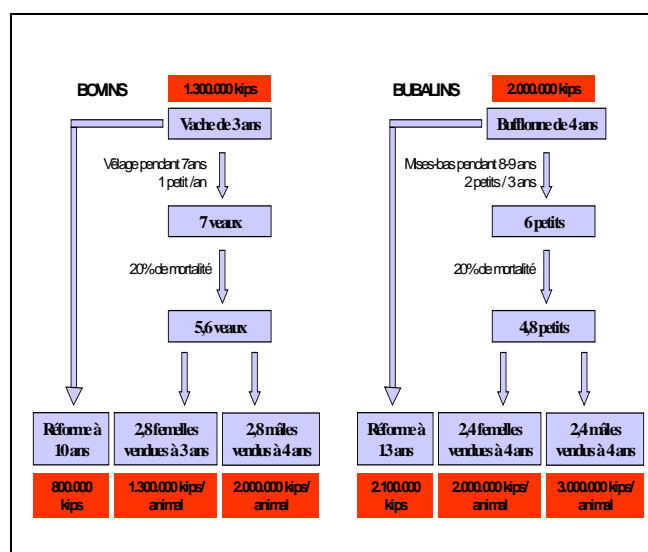 BOVINS
1.300.000 kips
Vache de 3 ans
Vêlage pendant 7ans
1 petit /an
7 veaux
20% de mortalité
5,6 veaux
Réforme à
10 ans
2,8 femelles
vendues à 3 ans
2,8 mâles
vendus à 4 ans
800.000
kips
1.300.000 kips/
animal
2.000.000 kips/
animal
BUBALINS
2.000.000 kips
Bufflonne de 4 ans
Mises-bas pendant 8-9 ans
2 petits / 3 ans
6 petits
20% de mortalité
4,8 petits
Réforme à
13 ans
2,4 femelles
vendues à 4 ans
2,4 mâles
vendus à 4 ans
2.100.000
kips
2.000.000 kips/
animal
3.000.000 kips/
animal